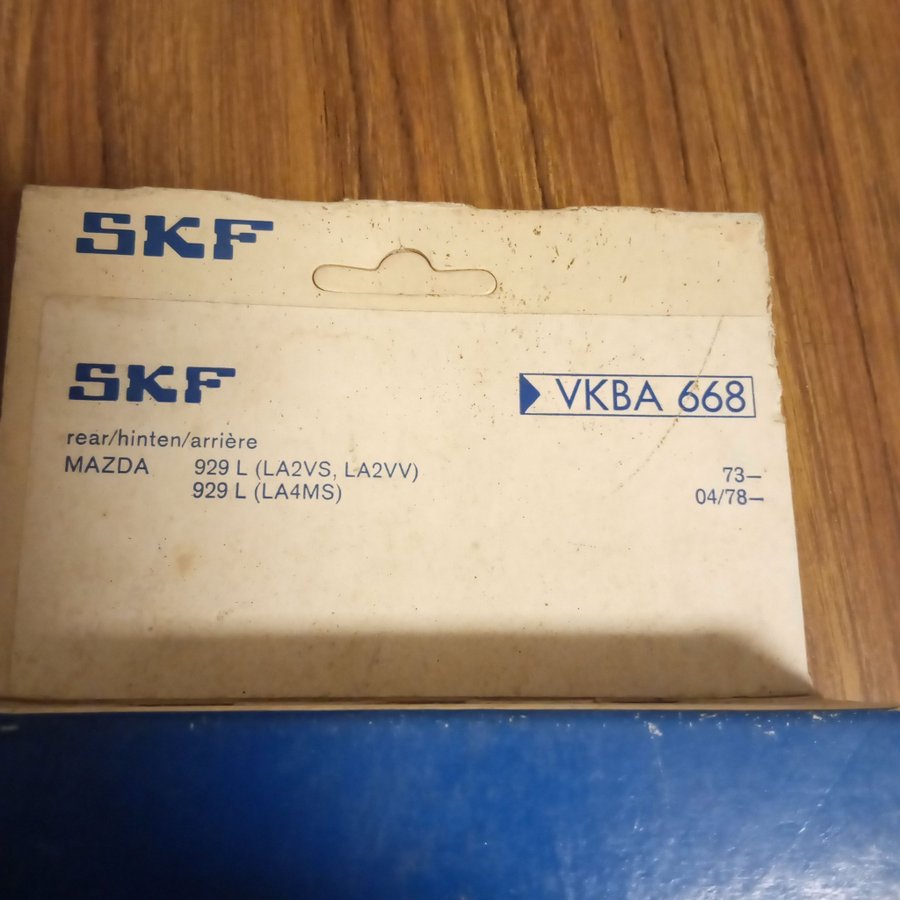 SKF
SKF
VKBA 668
rear/hinten/arrière
MAZDA 929 L (LA2VS, LA2VV) 73–
929 L (LA4MS) 04/78–